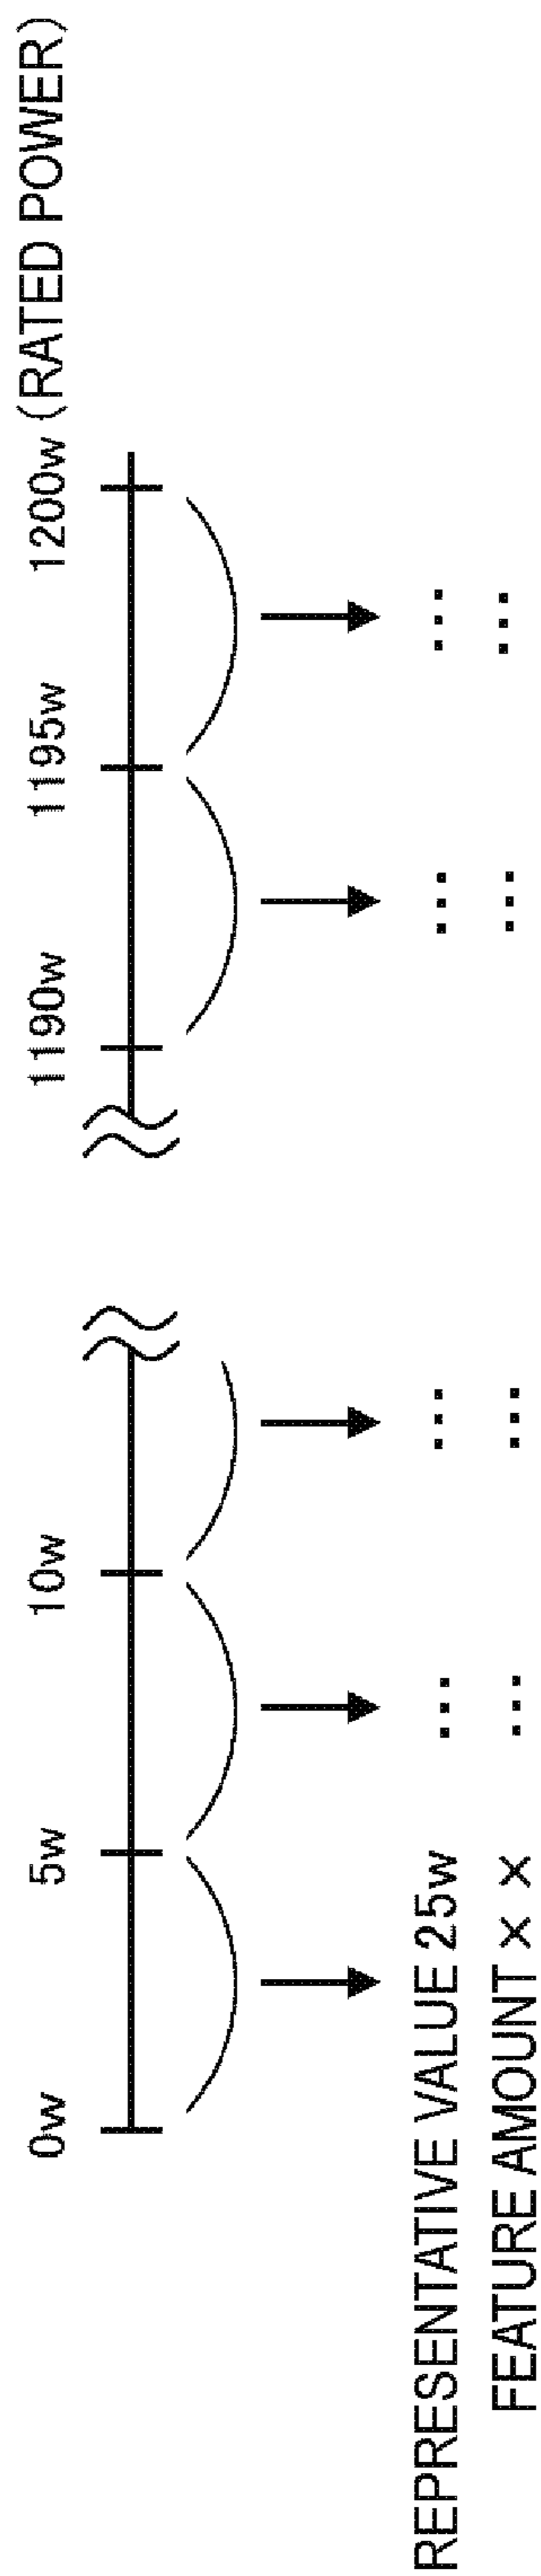 0w 5w 10w 1190w 1195w 1200w (RATED POWER)
REPRESENTATIVE VALUE 25w ... ... ... ...
FEATURE AMOUNT × × ... ... ... ...